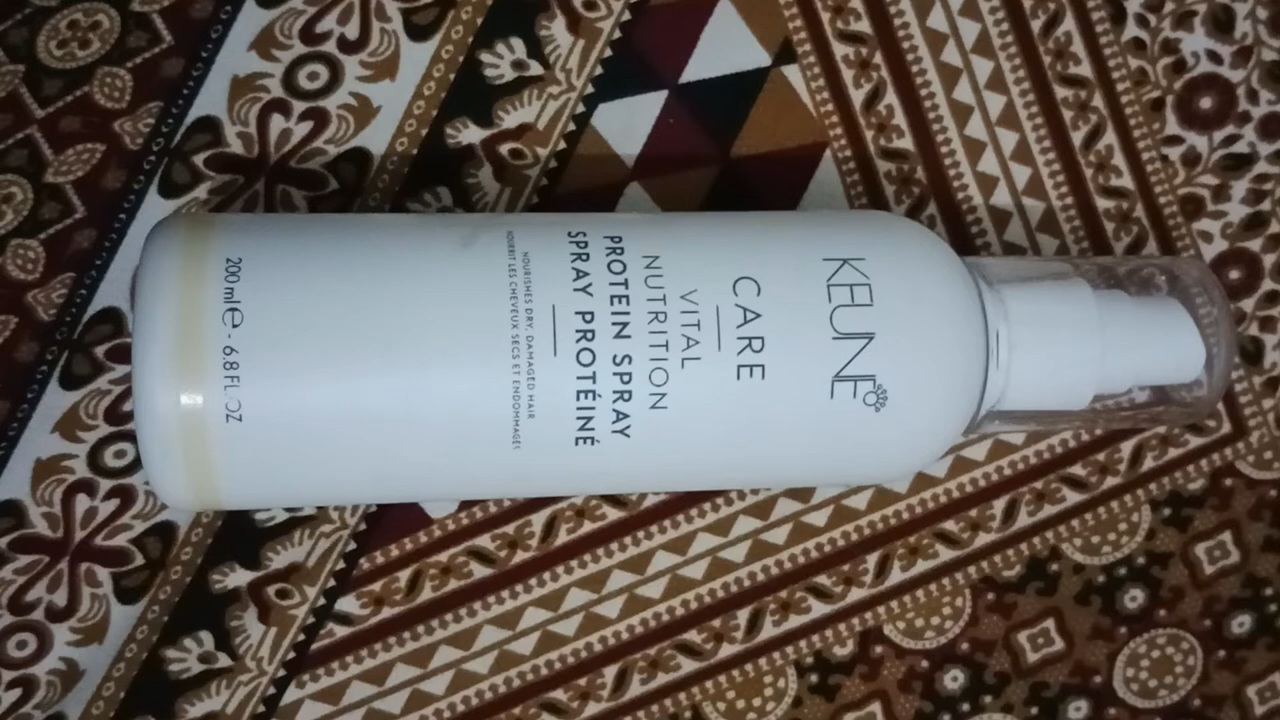 KEUNE
CARE
VITAL
NUTRITION
PROTEIN SPRAY
SPRAY PROTÉINÉ
NOURISHES DRY, DAMAGED HAIR
NOURRIT LES CHEVEUX SECS ET ENDOMMAGÉS
200 ml ℮ - 6.8 FL.OZ